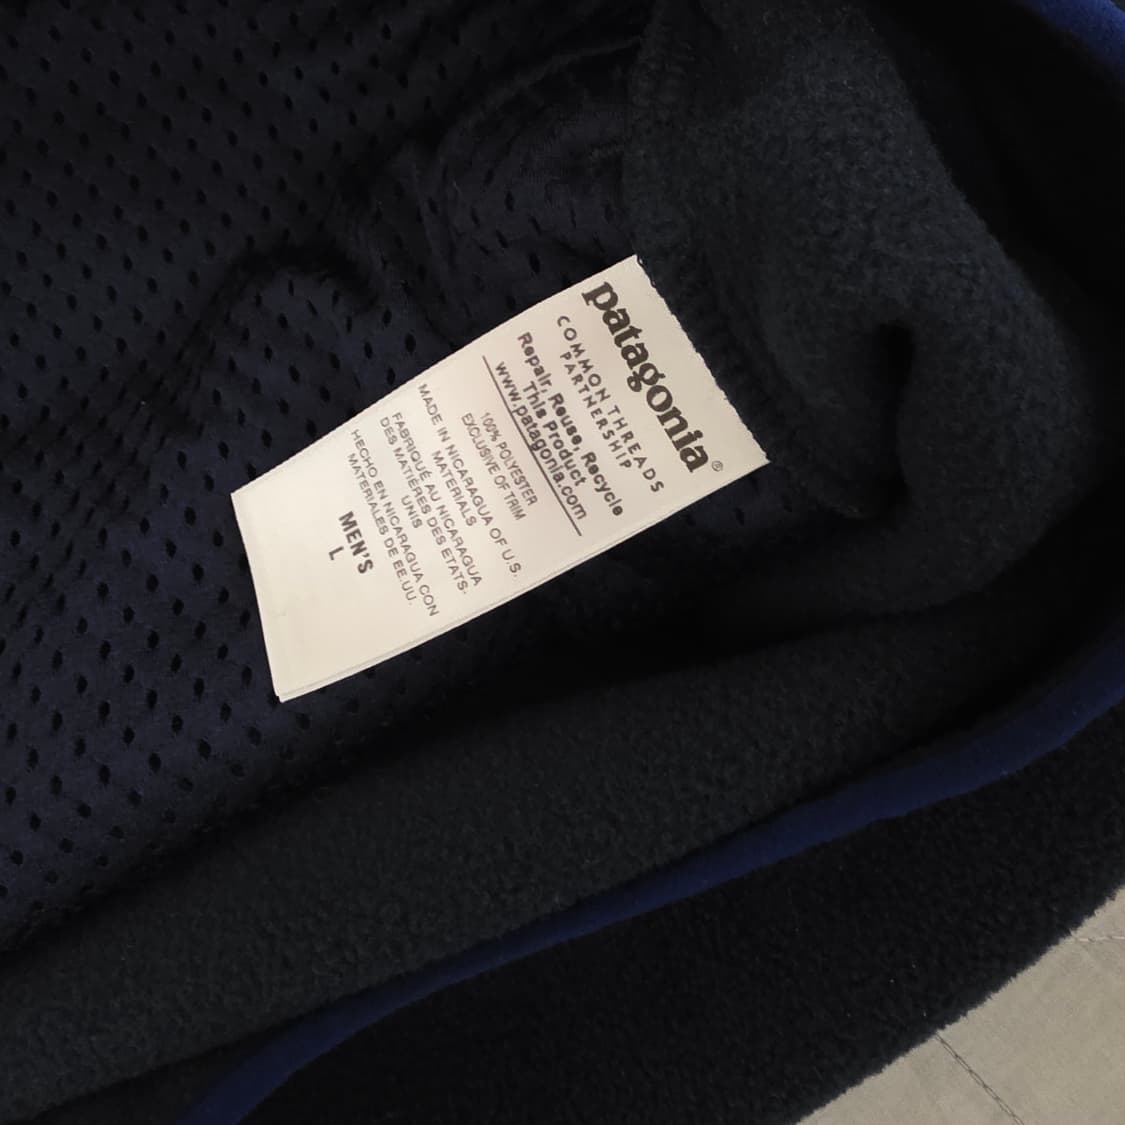 patagonia®
COMMON THREADS
PARTNERSHIP
Repair, Reuse, Recycle
This Product
www.patagonia.com
100% POLYESTER
EXCLUSIVE OF TRIM
MADE IN NICARAGUA OF U.S.
MATERIALS
FABRIQUÉ AU NICARAGUA
DES MATIÈRES DES ETATS-
UNIS
HECHO EN NICARAGUA CON
MATERIALES DE EE.UU.
MEN'S
L